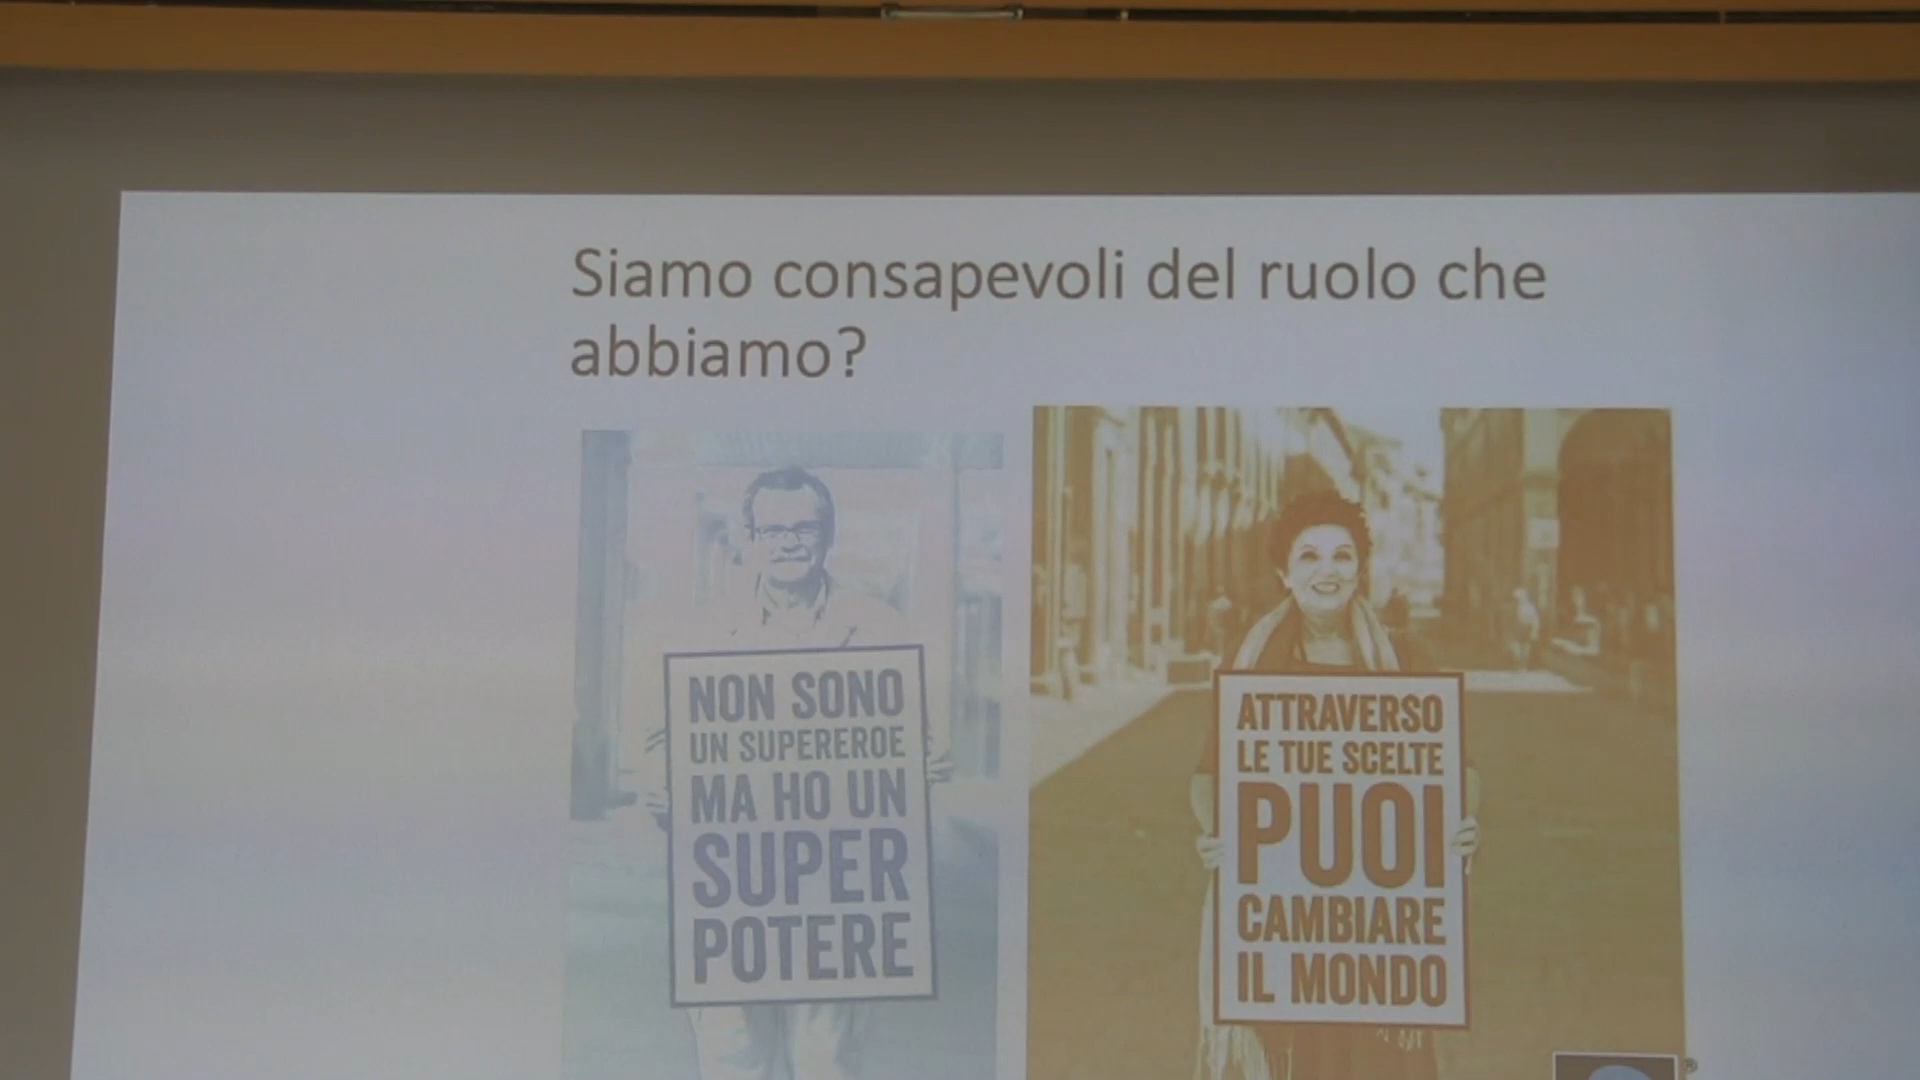 Siamo consapevoli del ruolo che
abbiamo?
NON SONO
UN SUPEREROE
MA HO UN
SUPER
POTERE
ATTRAVERSO
LE TUE SCELTE
PUOI
CAMBIARE
IL MONDO
®